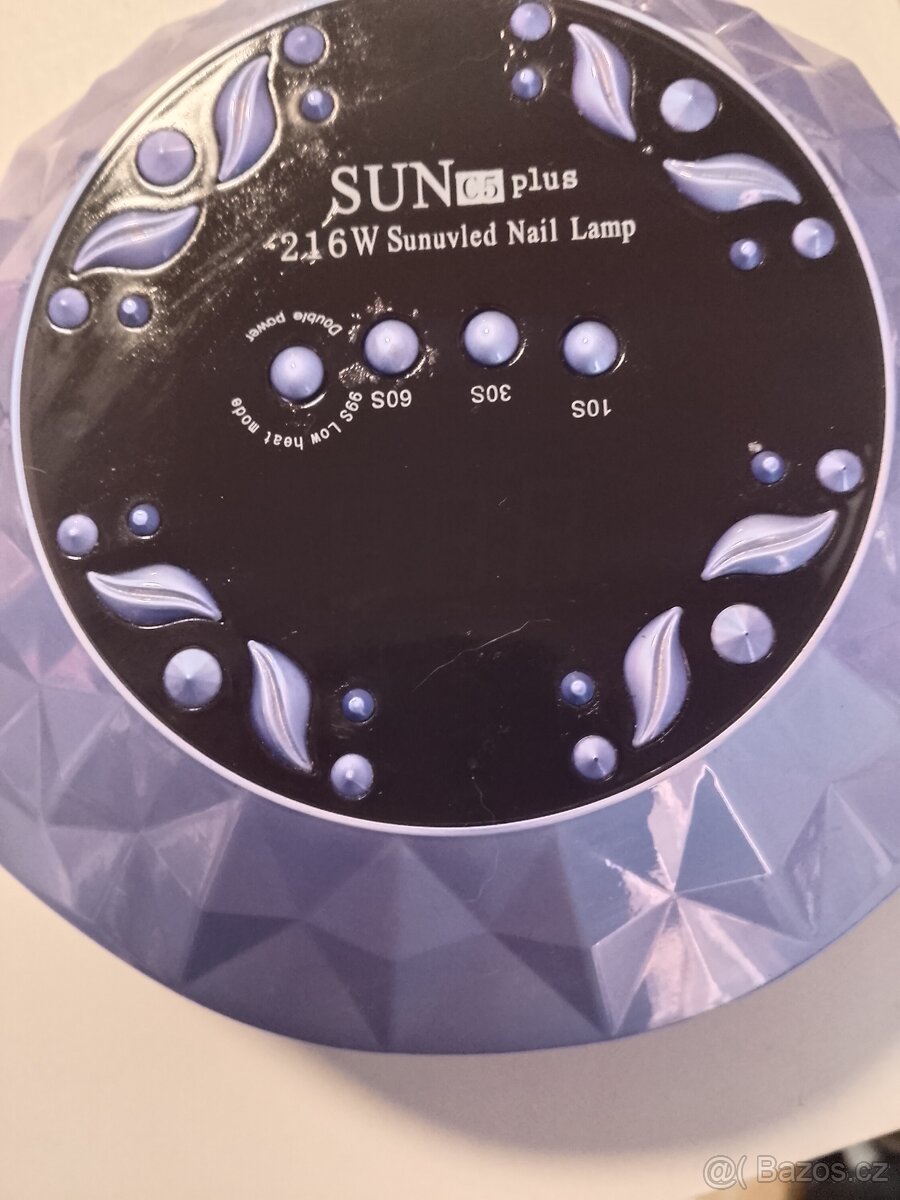 SUN C5 plus
216W Sunuvled Nail Lamp
Double power
99S Low heat mode
60S
30S
10S
@( Bazos.cz